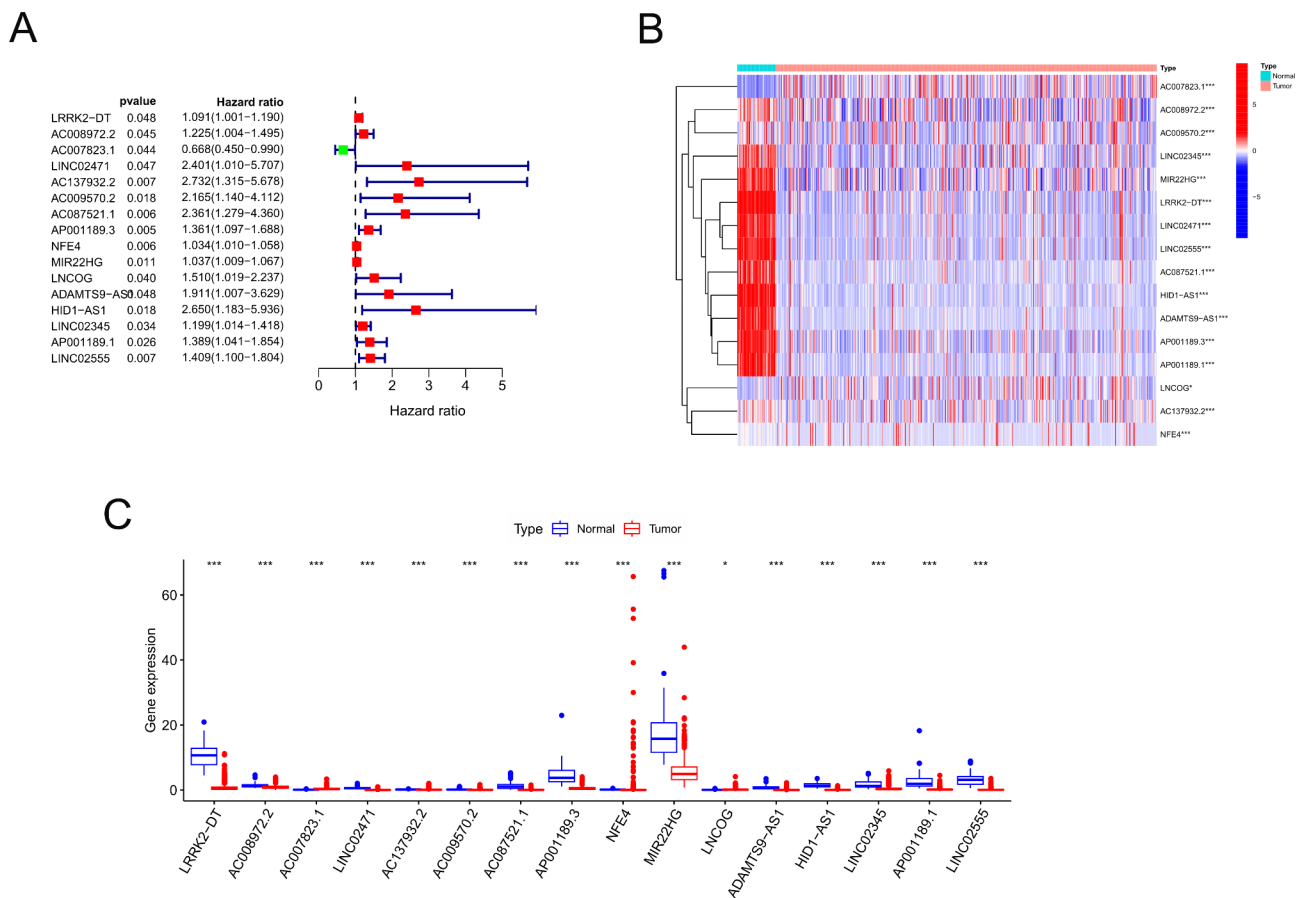 A
pvalue Hazard ratio
LRRK2−DT 0.048 1.091(1.001−1.190)
AC008972.2 0.045 1.225(1.004−1.495)
AC007823.1 0.044 0.668(0.450−0.990)
LINC02471 0.047 2.401(1.010−5.707)
AC137932.2 0.007 2.732(1.315−5.678)
AC009570.2 0.018 2.165(1.140−4.112)
AC087521.1 0.006 2.361(1.279−4.360)
AP001189.3 0.005 1.361(1.097−1.688)
NFE4 0.006 1.034(1.010−1.058)
MIR22HG 0.011 1.037(1.009−1.067)
LNCOG 0.040 1.510(1.019−2.237)
ADAMTS9−AS1 0.048 1.911(1.007−3.629)
HID1−AS1 0.018 2.650(1.183−5.936)
LINC02345 0.034 1.199(1.014−1.418)
AP001189.1 0.026 1.389(1.041−1.854)
LINC02555 0.007 1.409(1.100−1.804)
0 1 2 3 4 5
Hazard ratio
B
Type
AC007823.1***
AC008972.2***
AC009570.2***
LINC02345***
MIR22HG***
LRRK2−DT***
LINC02471***
LINC02555***
AC087521.1***
HID1−AS1***
ADAMTS9−AS1***
AP001189.3***
AP001189.1***
LNCOG*
AC137932.2***
NFE4***
5
0
−5
Type
Normal
Tumor
C
Type Normal Tumor
*** *** *** *** *** *** *** *** *** *** * *** *** *** *** ***
Gene expression
60
40
20
0
LRRK2−DT
AC008972.2
AC007823.1
LINC02471
AC137932.2
AC009570.2
AC087521.1
AP001189.3
NFE4
MIR22HG
LNCOG
ADAMTS9−AS1
HID1−AS1
LINC02345
AP001189.1
LINC02555